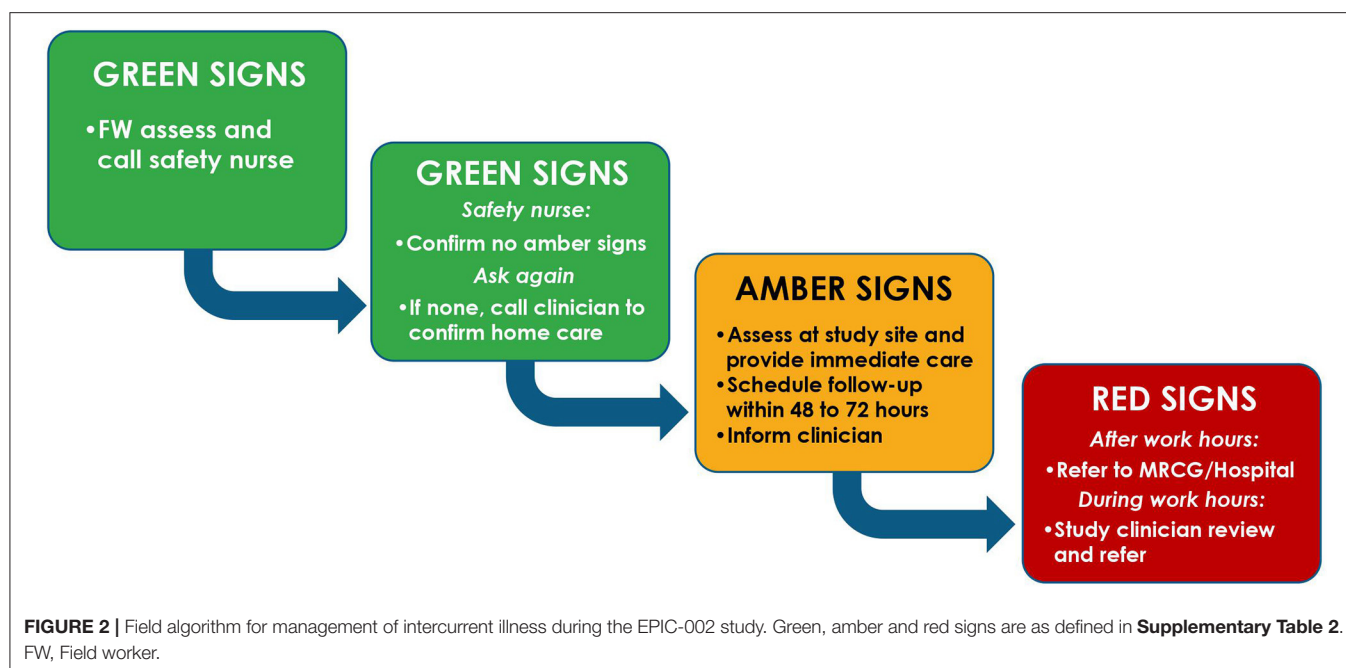 GREEN SIGNS
•FW assess and
call safety nurse
GREEN SIGNS
Safety nurse:
•Confirm no amber signs
Ask again
•If none, call clinician to
confirm home care
AMBER SIGNS
•Assess at study site and
provide immediate care
•Schedule follow-up
within 48 to 72 hours
•Inform clinician
RED SIGNS
After work hours:
•Refer to MRCG/Hospital
During work hours:
•Study clinician review
and refer
FIGURE 2 | Field algorithm for management of intercurrent illness during the EPIC-002 study. Green, amber and red signs are as defined in Supplementary Table 2.
FW, Field worker.